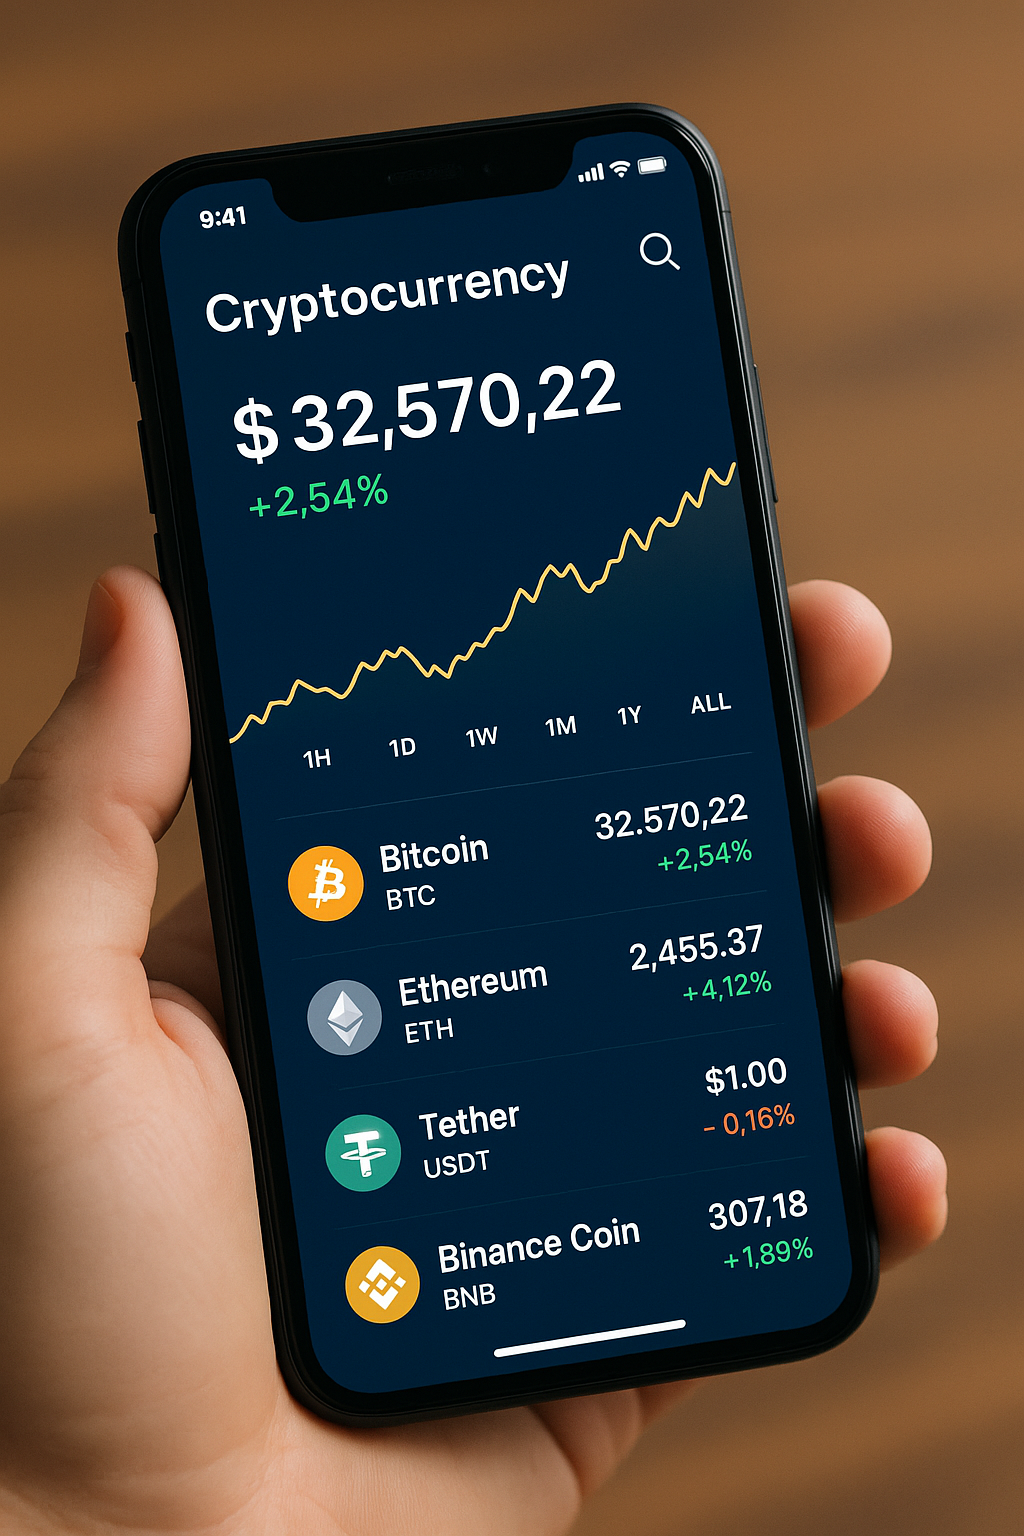 9:41
Cryptocurrency
$32,570,22
+2,54%
1H 1D 1W 1M 1Y ALL
Bitcoin 32.570,22
BTC +2,54%
Ethereum 2,455.37
ETH +4,12%
Tether $1.00
USDT - 0,16%
Binance Coin 307,18
BNB +1,89%